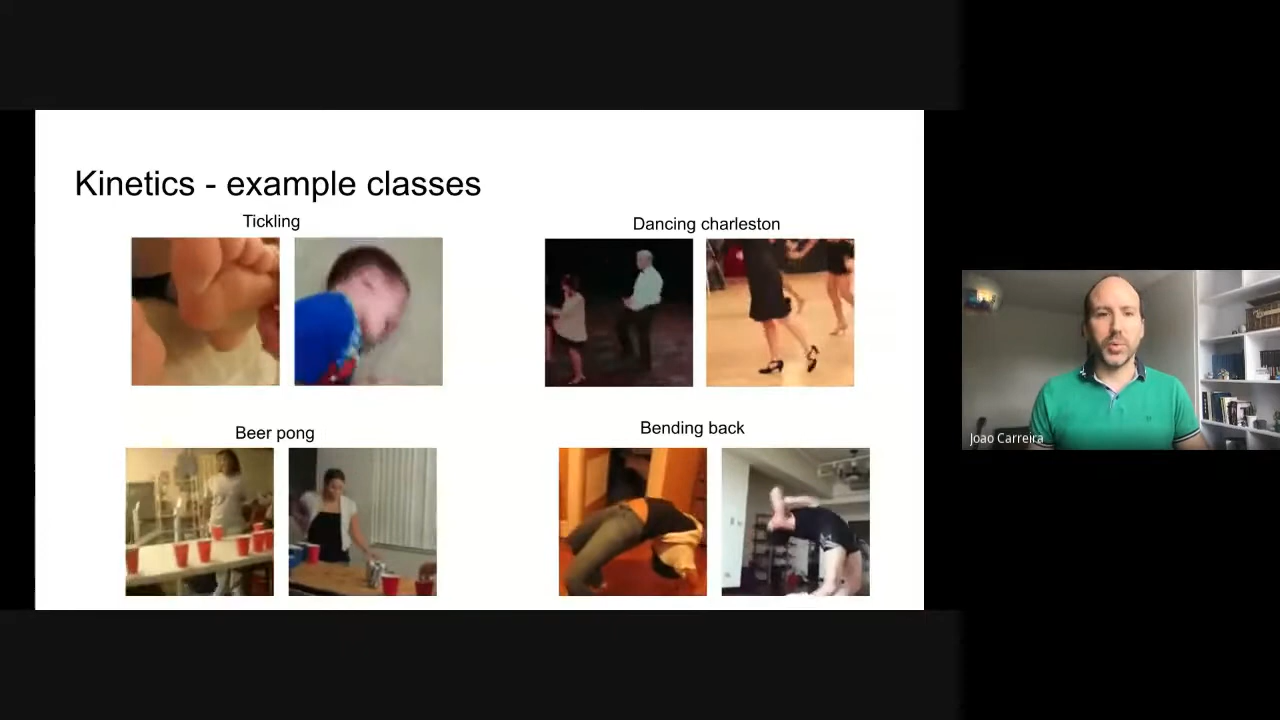 Kinetics - example classes
Tickling
Dancing charleston
Beer pong
Bending back
Joao Carreira